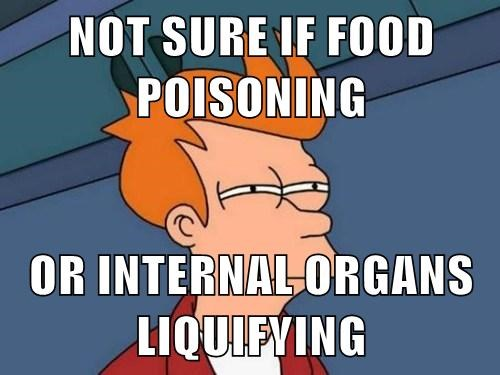 NOT SURE IF FOOD
POISONING
OR INTERNAL ORGANS
LIQUIFYING